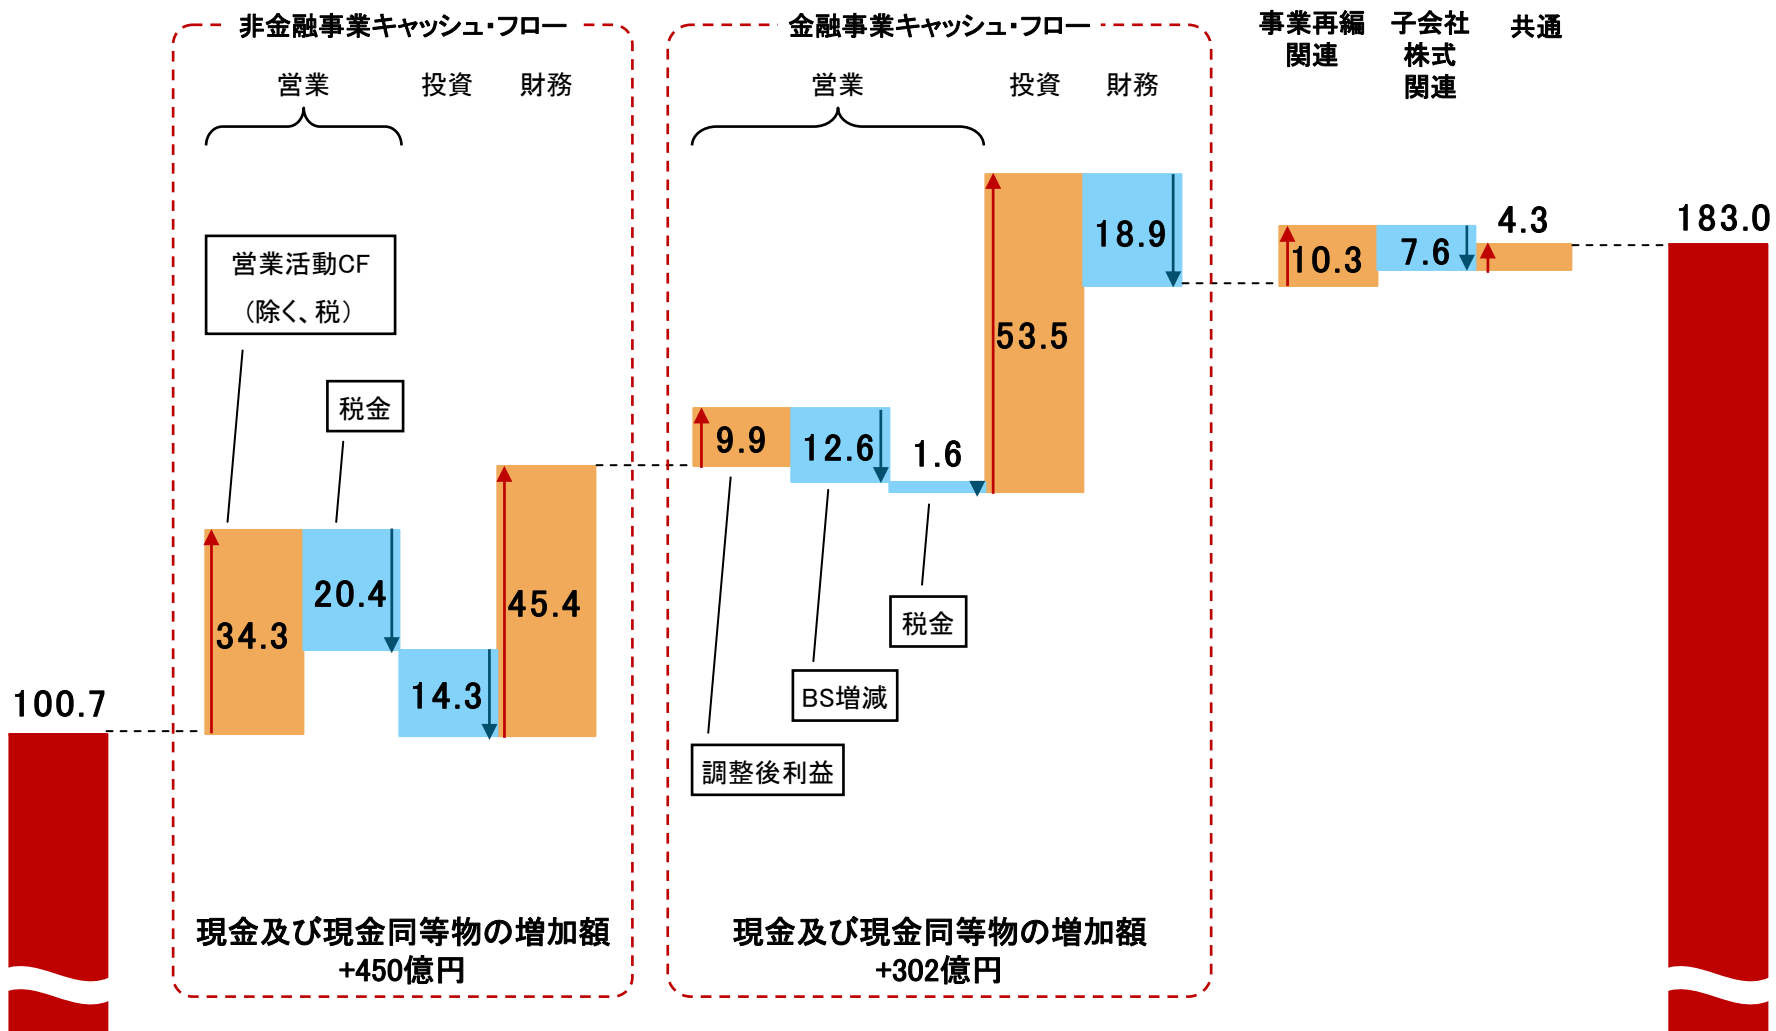 非金融事業キャッシュ・フロー
営業
投資
財務
金融事業キャッシュ・フロー
営業
投資
財務
事業再編
関連
子会社
株式
関連
共通
営業活動CF
(除く、税)
税金
100.7
34.3
20.4
14.3
45.4
9.9
12.6
1.6
53.5
18.9
10.3
7.6
4.3
183.0
調整後利益
BS増減
税金
現金及び現金同等物の増加額
+450億円
現金及び現金同等物の増加額
+302億円